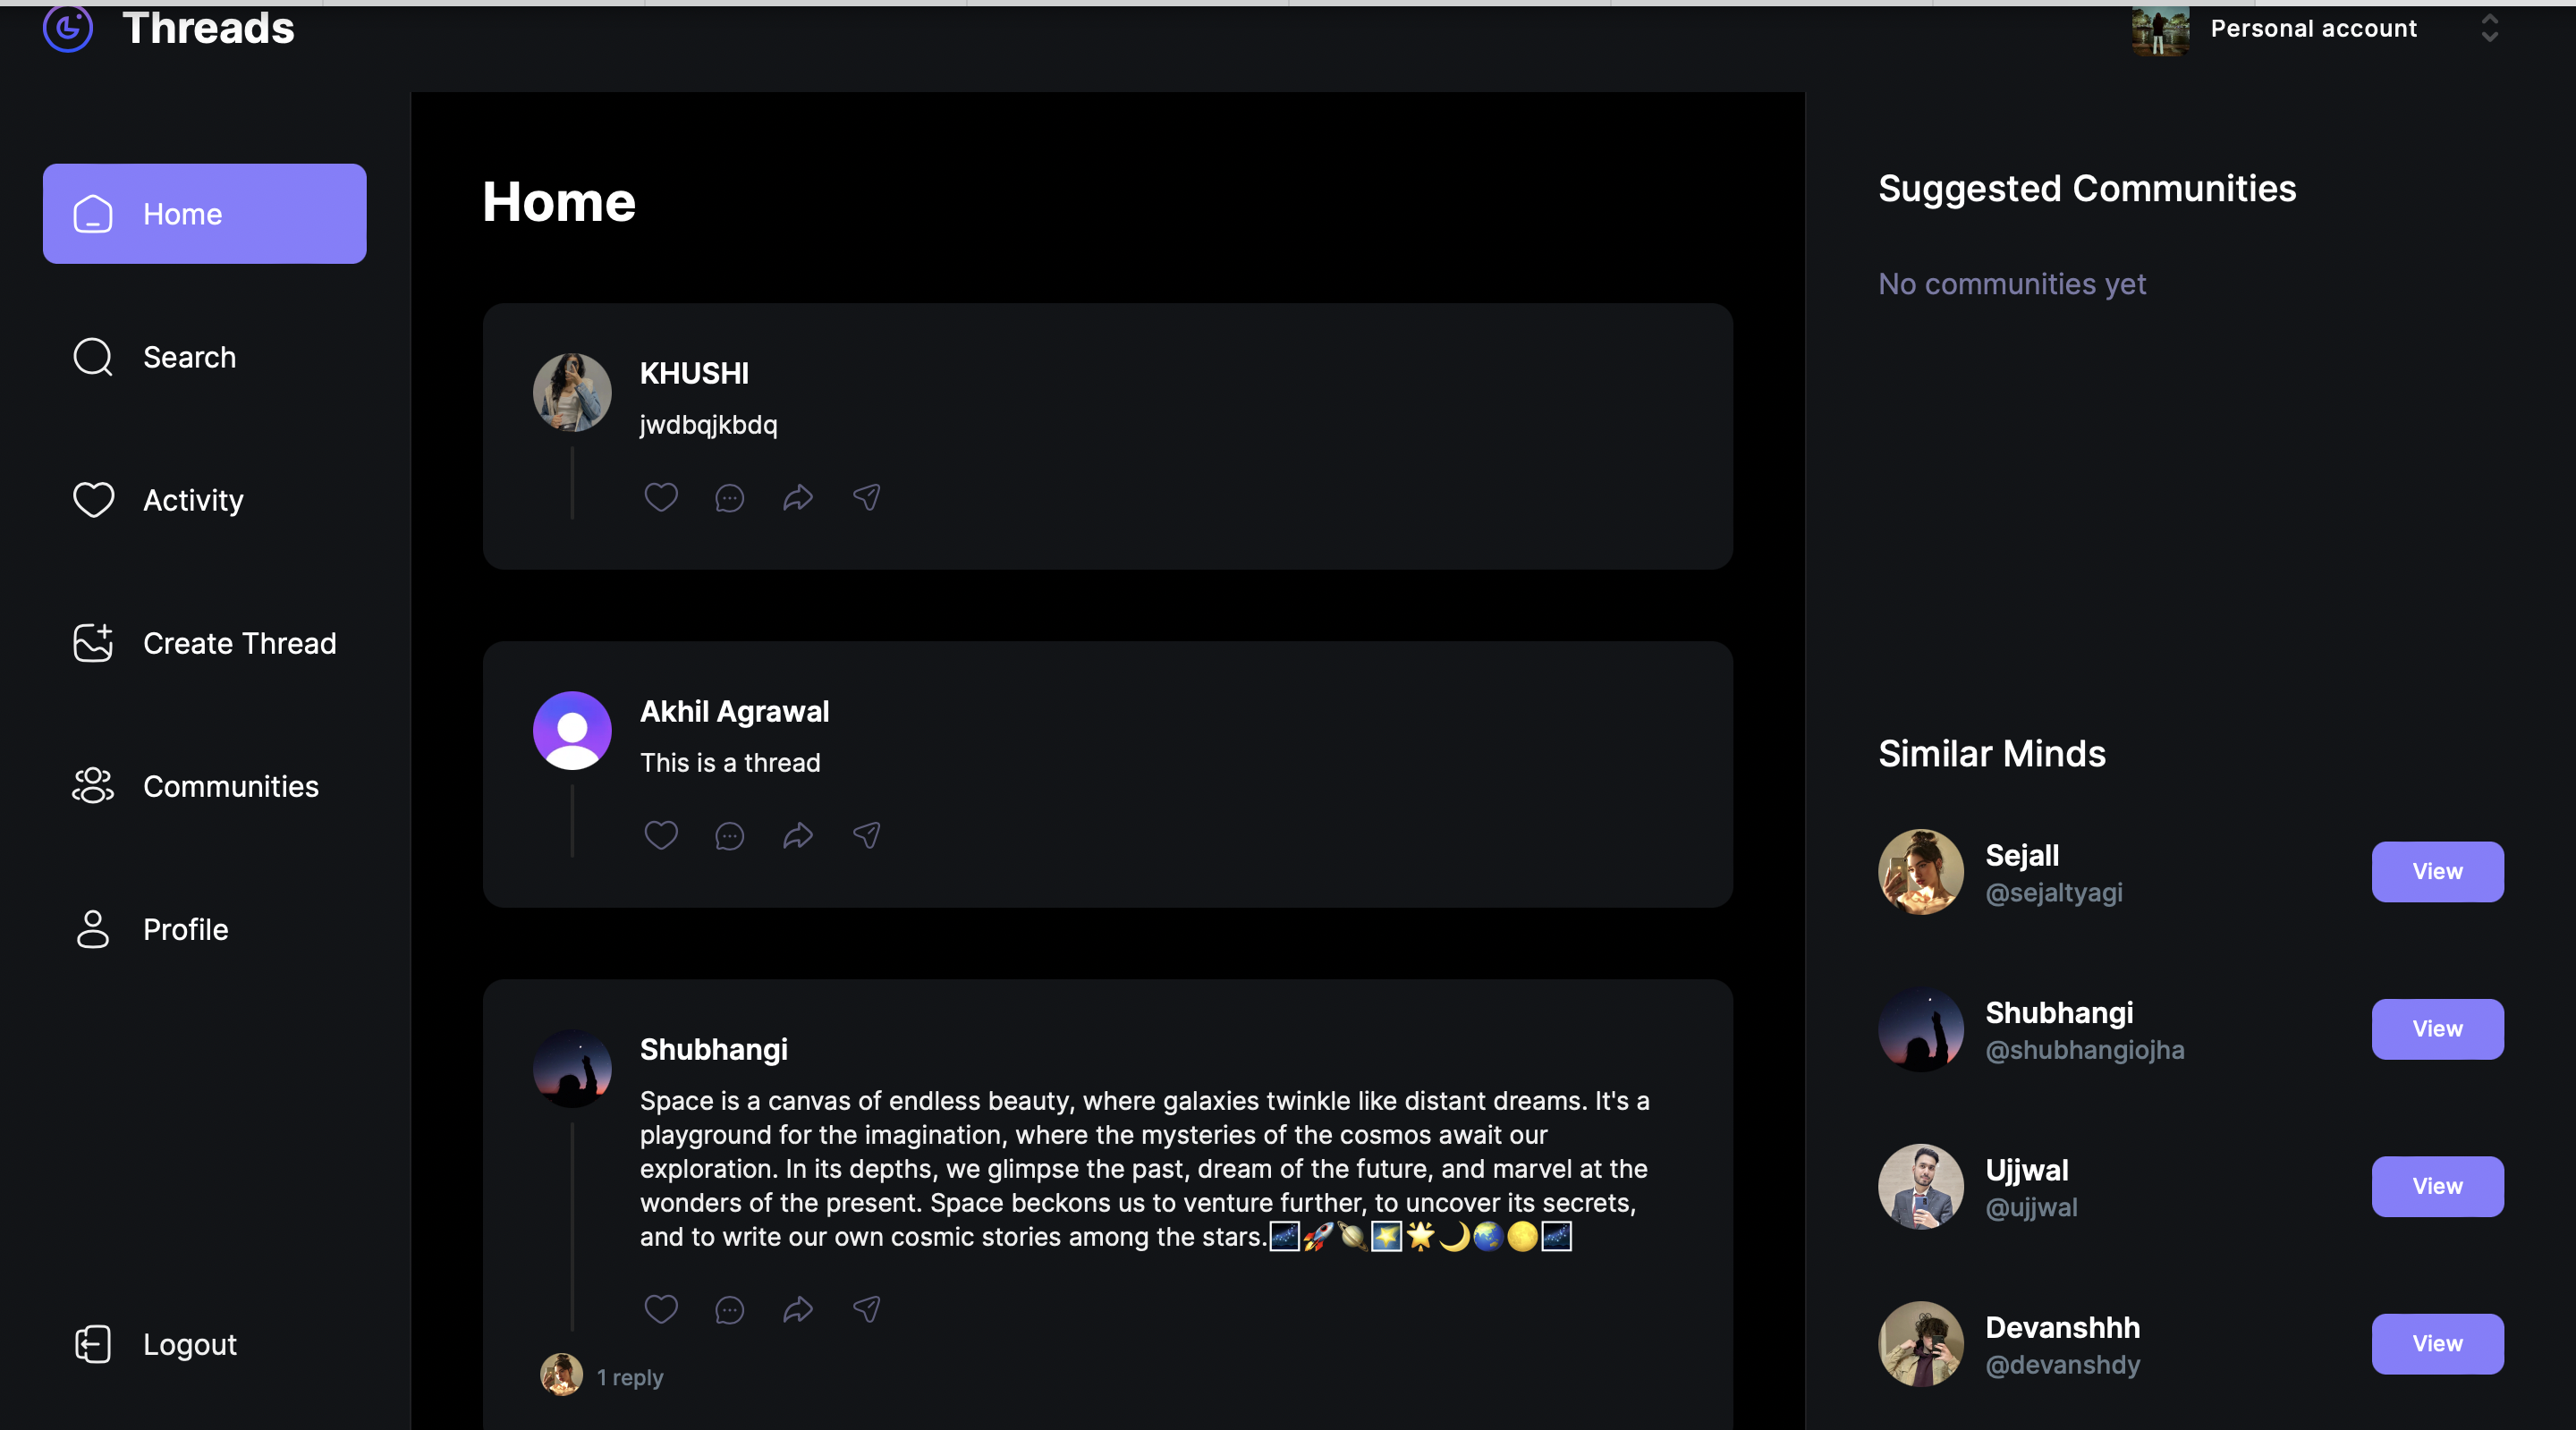 Threads
Personal account
Home
Search
Activity
Create Thread
Communities
Profile
Logout
Home
KHUSHI
jwdbqjkbdq
Akhil Agrawal
This is a thread
Shubhangi
Space is a canvas of endless beauty, where galaxies twinkle like distant dreams. It's a
playground for the imagination, where the mysteries of the cosmos await our
exploration. In its depths, we glimpse the past, dream of the future, and marvel at the
wonders of the present. Space beckons us to venture further, to uncover its secrets,
and to write our own cosmic stories among the stars.🌌🚀🪐🌠🌟🌙🌏🌕🌌
1 reply
Suggested Communities
No communities yet
Similar Minds
Sejall
@sejaltyagi
View
Shubhangi
@shubhangiojha
View
Ujjwal
@ujjwal
View
Devanshhh
@devanshdy
View